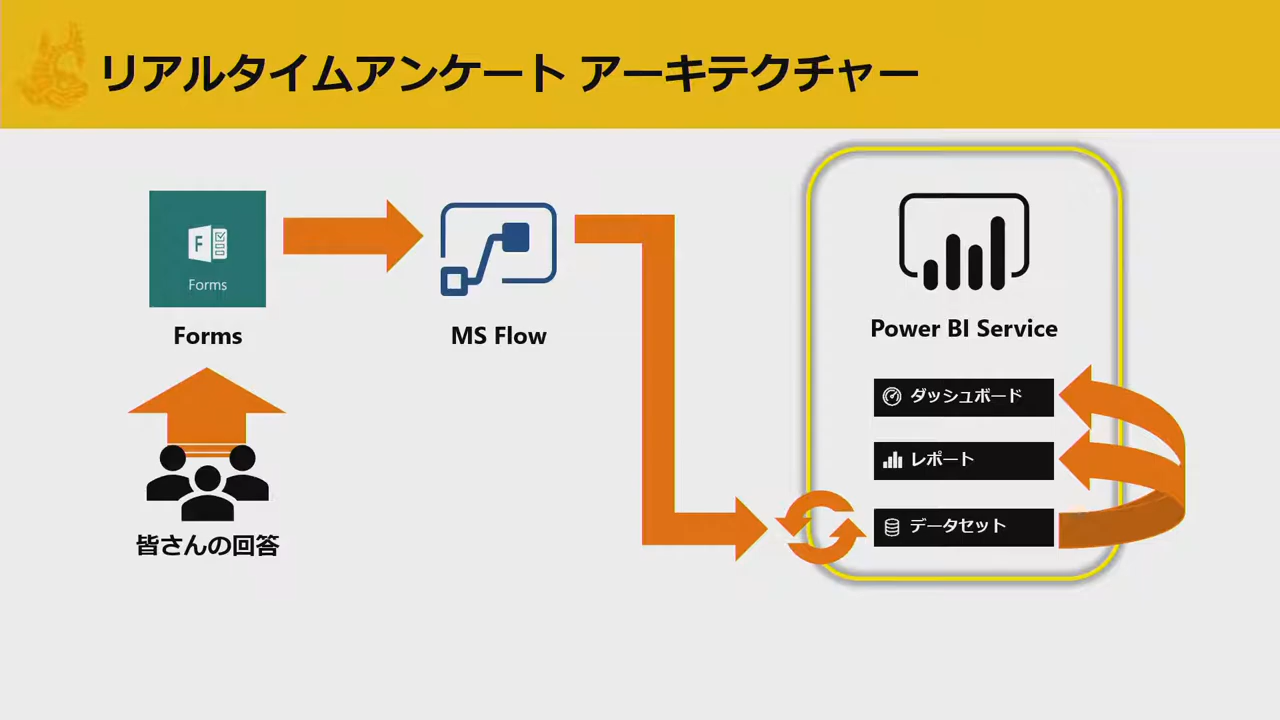 リアルタイムアンケート アーキテクチャー
F
Forms
Forms
MS Flow
Power BI Service
ダッシュボード
レポート
データセット
皆さんの回答